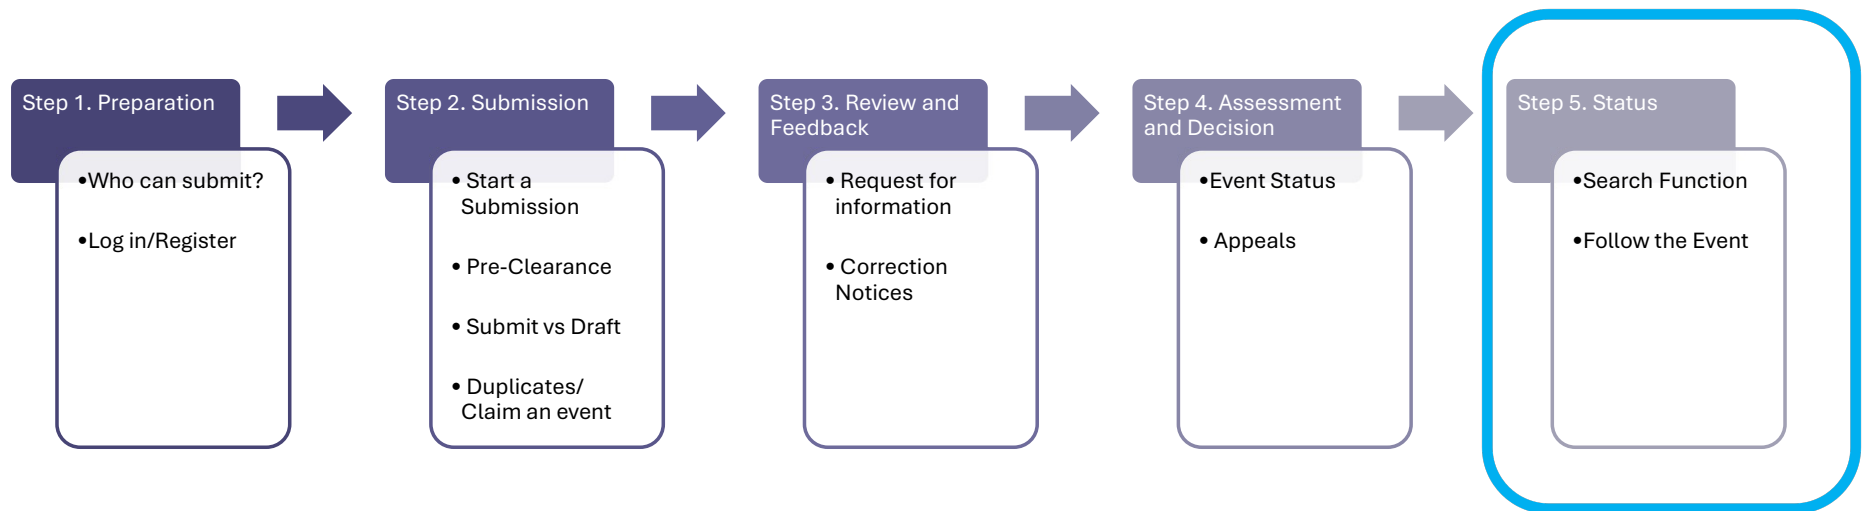 Step 1. Preparation
•Who can submit?
•Log in/Register
Step 2. Submission
• Start a
Submission
• Pre-Clearance
• Submit vs Draft
• Duplicates/
Claim an event
Step 3. Review and
Feedback
• Request for
information
• Correction
Notices
Step 4. Assessment
and Decision
•Event Status
• Appeals
Step 5. Status
•Search Function
•Follow the Event